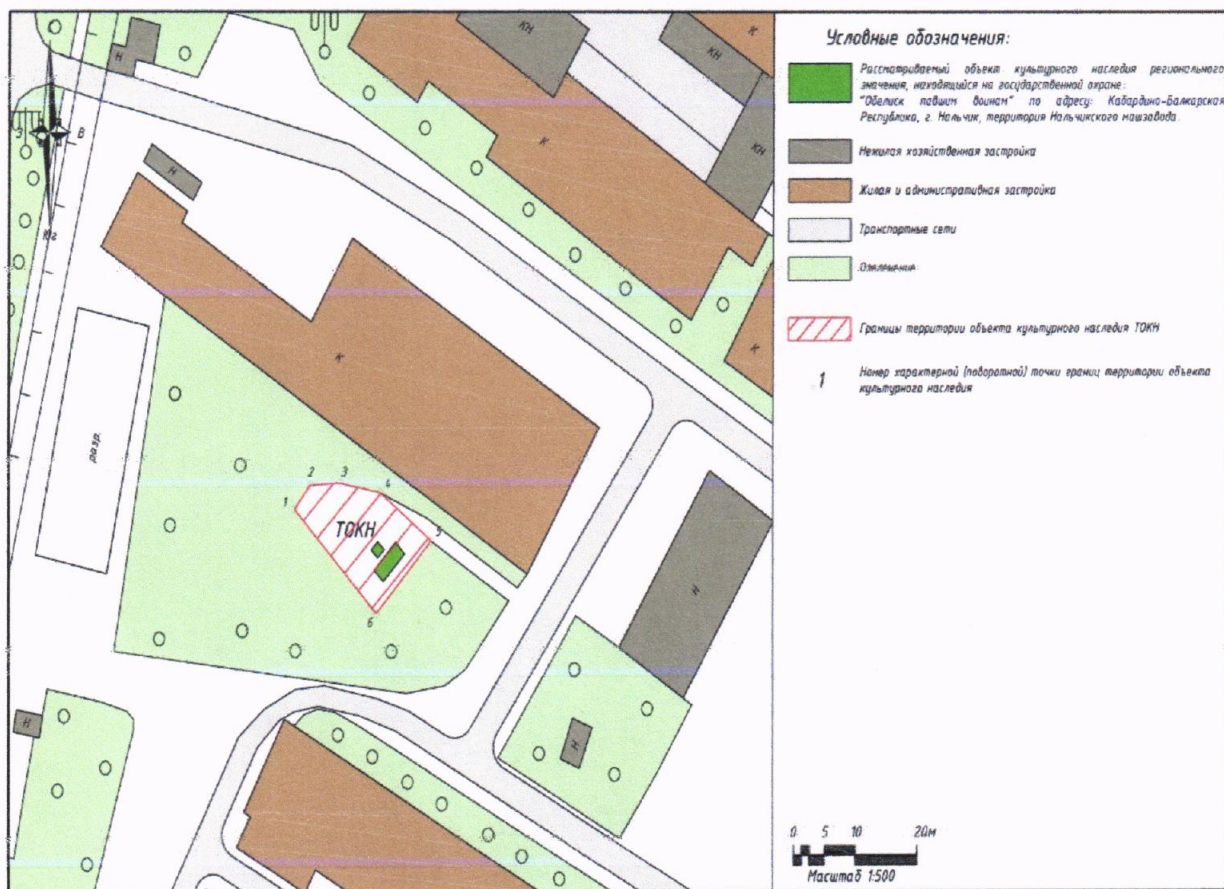 Условные обозначения:
Рассматриваемый объект культурного наследия регионального
значения, находящийся на государственной охране:
"Обелиск павшим воинам" по адресу: Кабардино-Балкарская
Республика, г. Нальчик, территория Нальчикского машзавода.
Нежилая хозяйственная застройка
Жилая и административная застройка
Транспортные сети
Озеленение
Границы территории объекта культурного наследия ТОКН
1
Номер характерной (поворотной) точки границ территории объекта
культурного наследия
0 5 10 20м
Масштаб 1:500
Н
КН
К
КН
КН
К
З
В
Юг
Н
К
К
разр.
1
2
3
4
5
6
ТОКН
Н
Н
Н